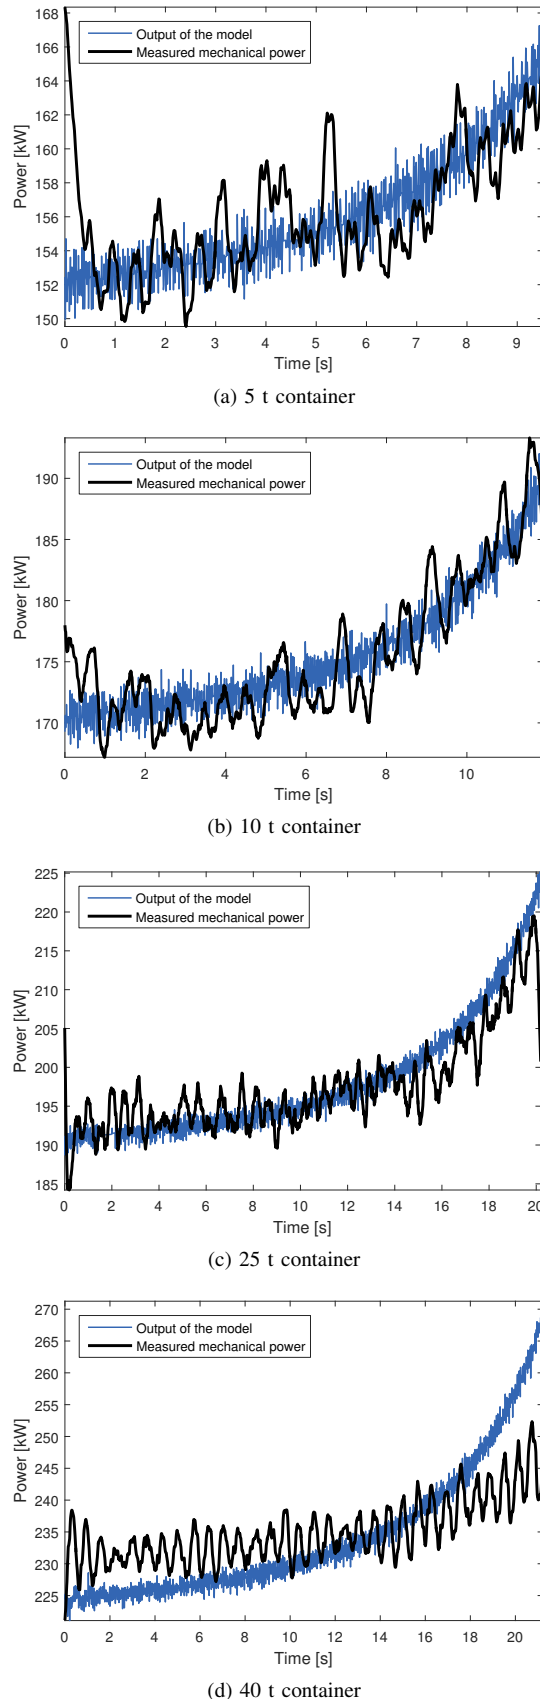 168
166
164
162
160
158
156
154
152
150
Power [kW]
Output of the model
Measured mechanical power
0 1 2 3 4 5 6 7 8 9
Time [s]
(a) 5 t container
190
185
180
175
170
Power [kW]
Output of the model
Measured mechanical power
0 2 4 6 8 10
Time [s]
(b) 10 t container
225
220
215
210
205
200
195
190
185
Power [kW]
Output of the model
Measured mechanical power
0 2 4 6 8 10 12 14 16 18 20
Time [s]
(c) 25 t container
270
265
260
255
250
245
240
235
230
225
Power [kW]
Output of the model
Measured mechanical power
0 2 4 6 8 10 12 14 16 18 20
Time [s]
(d) 40 t container